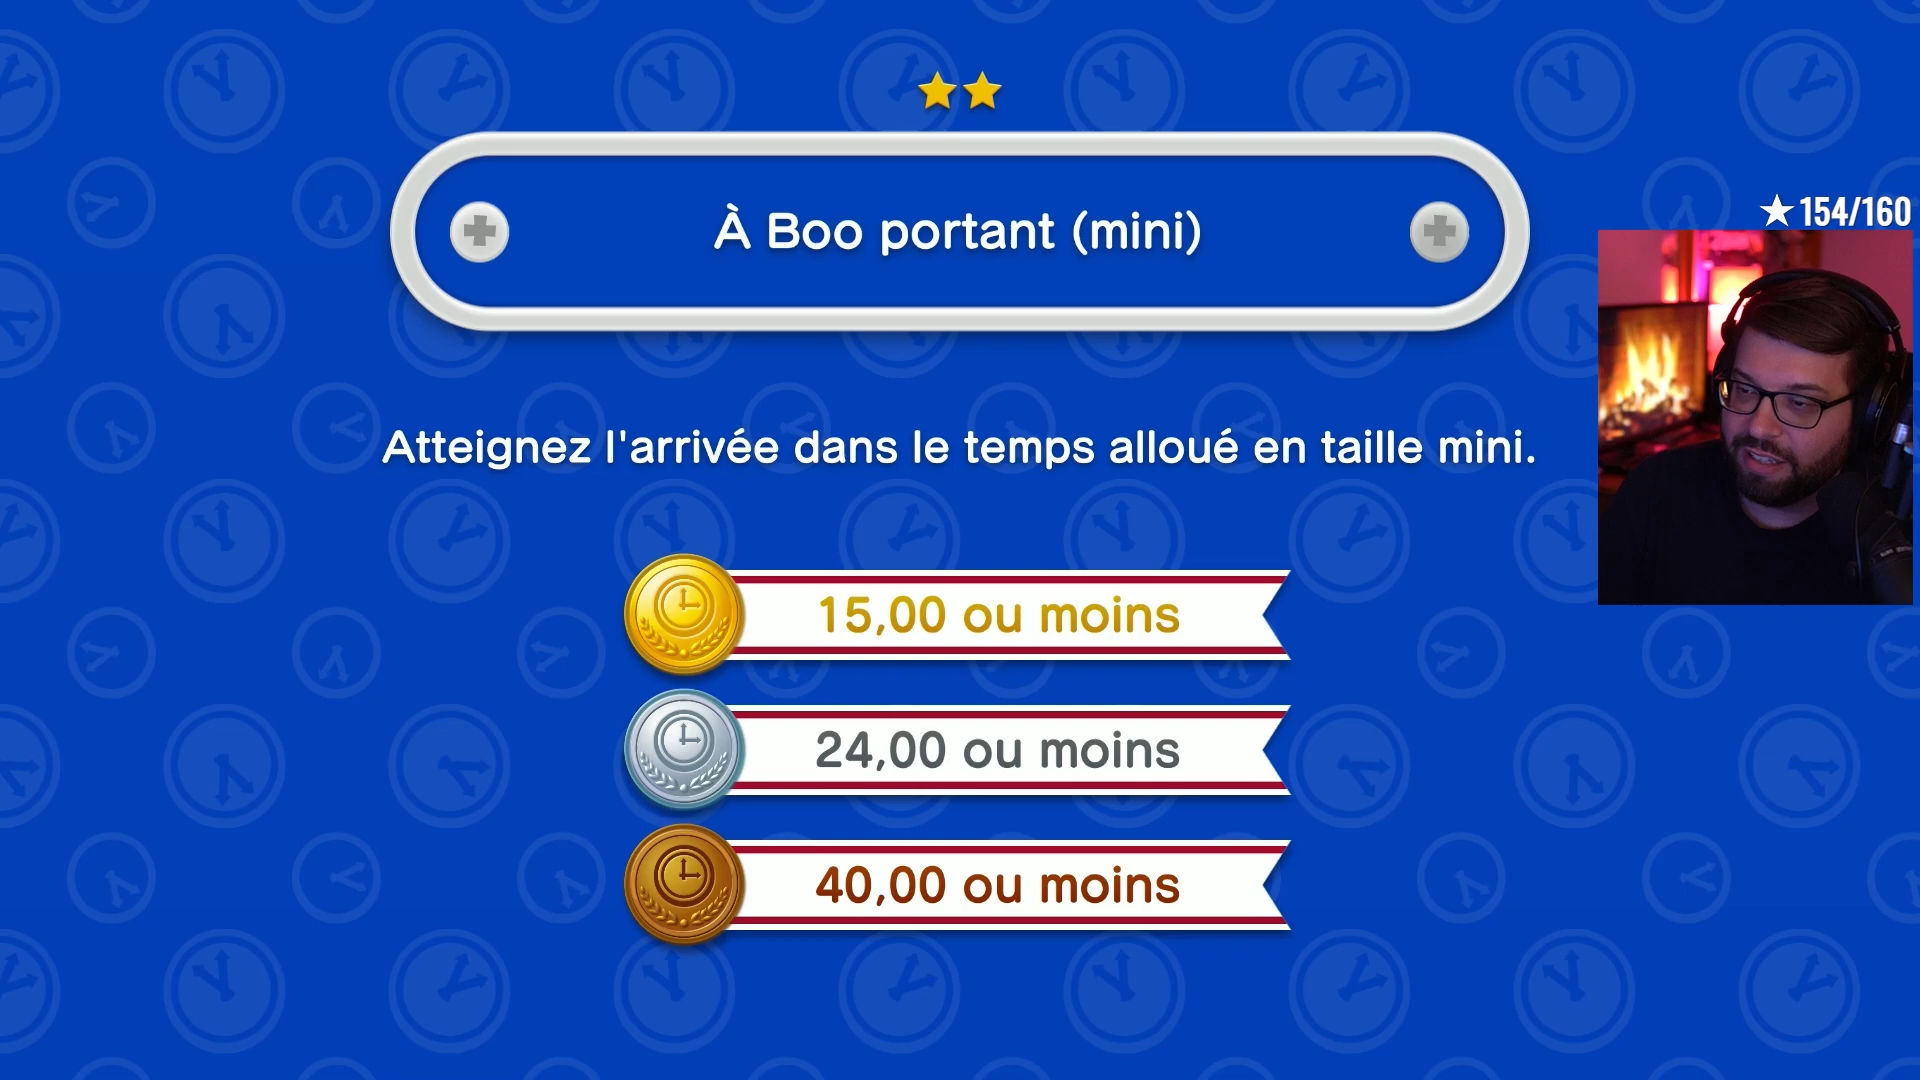 À Boo portant (mini)
★154/160
Atteignez l'arrivée dans le temps alloué en taille mini.
15,00 ou moins
24,00 ou moins
40,00 ou moins